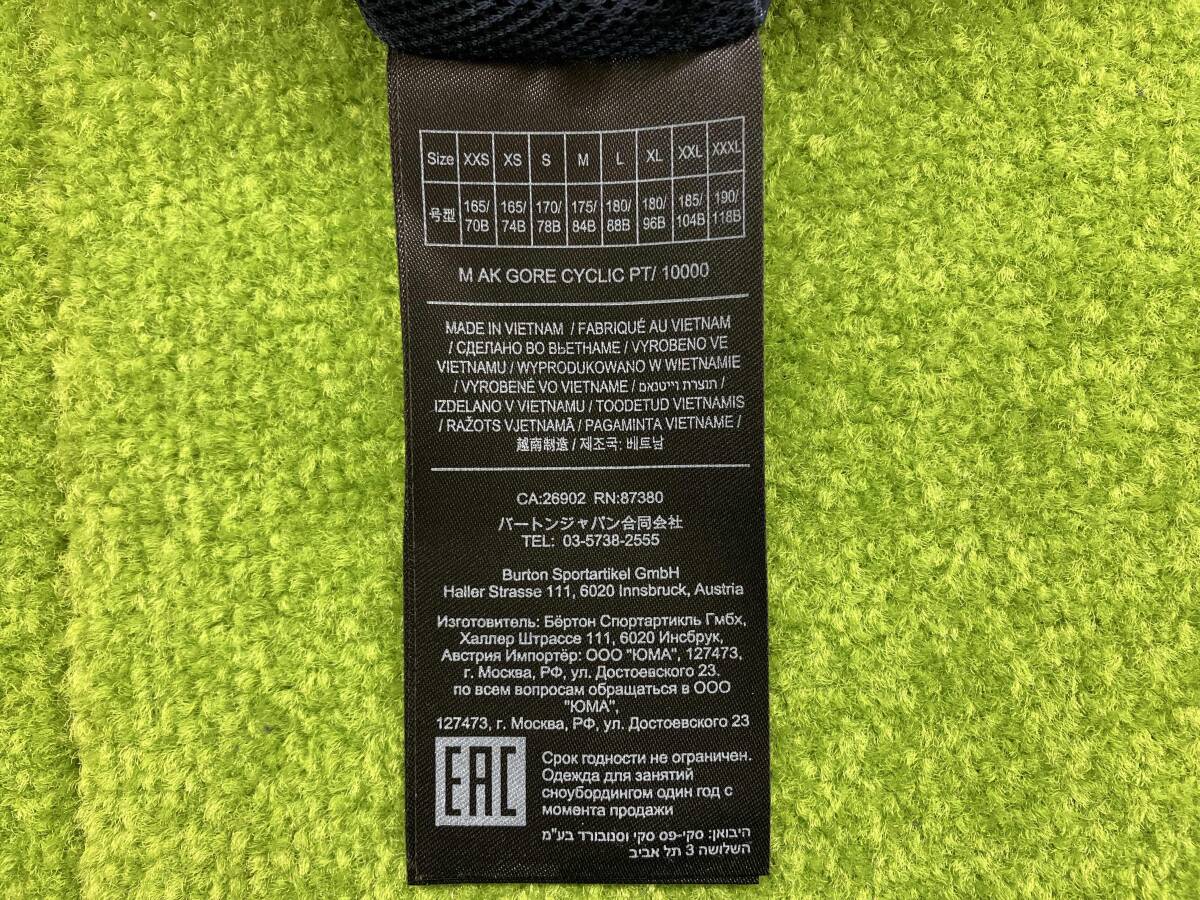 Size XXS XS S M L XL XXL XXXL
号型 165/70B 165/74B 170/78B 175/84B 180/88B 180/96B 185/104B 190/118B
M AK GORE CYCLIC PT/ 10000
MADE IN VIETNAM / FABRIQUÉ AU VIETNAM
/ СДЕЛАНО ВО ВЬЕТНАМЕ / VYROBENO VE
VIETNAMU / WYPRODUKOWANO W WIETNAMIE
/ VYROBENÉ VO VIETNAME / תוצרת וייטנאם /
IZDELANO V VIETNAMU / TOODETUD VIETNAMIS
/ RAŽOTS VJETNAMĀ / PAGAMINTA VIETNAME /
越南制造 / 제조국: 베트남
CA:26902 RN:87380
バートンジャパン合同会社
TEL: 03-5738-2555
Burton Sportartikel GmbH
Haller Strasse 111, 6020 Innsbruck, Austria
Изготовитель: Бёртон Спортартикль Гмбх,
Халлер Штрассе 111, 6020 Инсбрук,
Австрия Импортёр: ООО "ЮМА", 127473,
г. Москва, РФ, ул. Достоевского 23.
по всем вопросам обращаться в ООО
"ЮМА",
127473, г. Москва, РФ, ул. Достоевского 23
EAC
Срок годности не ограничен.
Одежда для занятий
сноубордингом один год с
момента продажи
היבואן: סקי-פס סקי וסנובורד בע"מ
השלושה 3 תל אביב